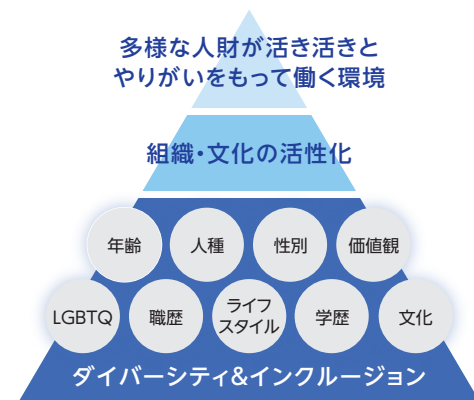 多様な人財が活き活きと
やりがいをもって働く環境
組織・文化の活性化
年齢
人種
性別
価値観
LGBTQ
職歴
ライフ
スタイル
学歴
文化
ダイバーシティ&インクルージョン